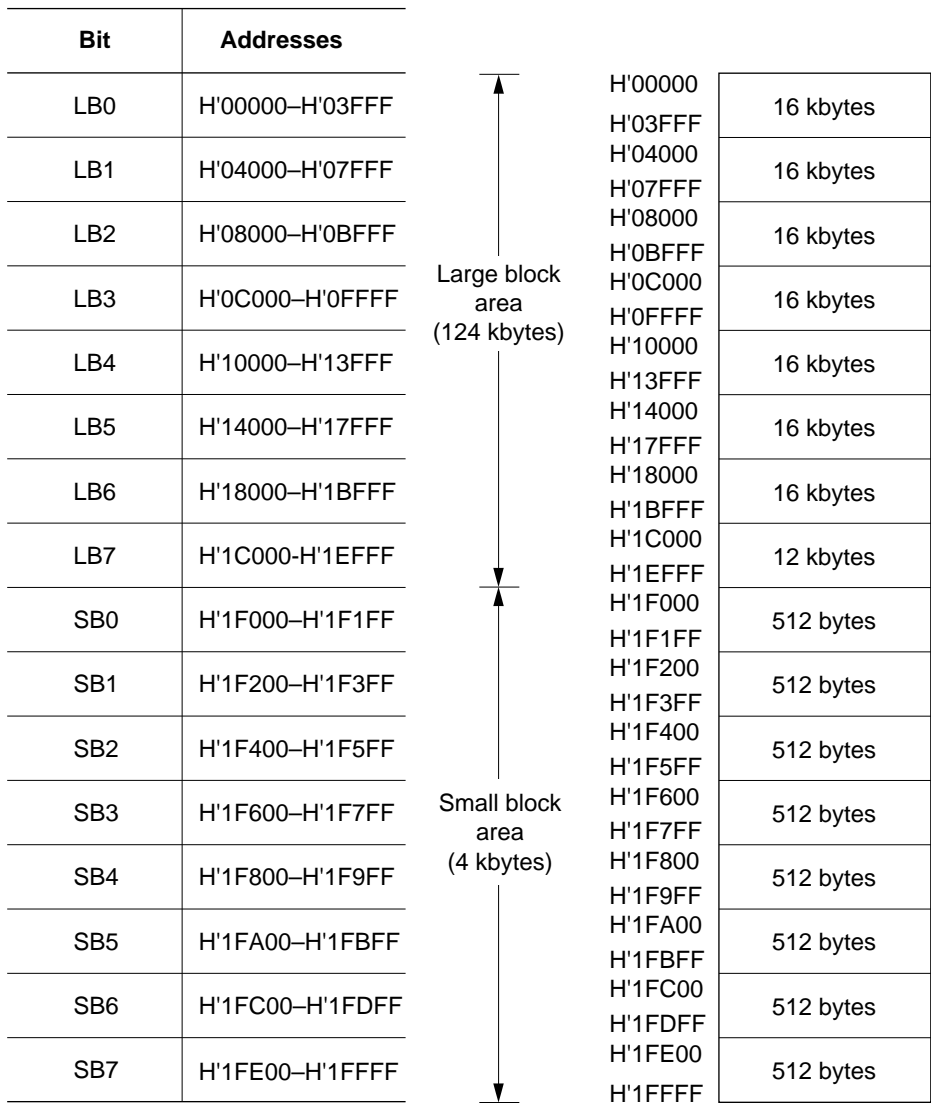 Bit Addresses
LB0 H'00000–H'03FFF
LB1 H'04000–H'07FFF
LB2 H'08000–H'0BFFF
LB3 H'0C000–H'0FFFF
LB4 H'10000–H'13FFF
LB5 H'14000–H'17FFF
LB6 H'18000–H'1BFFF
LB7 H'1C000-H'1EFFF
SB0 H'1F000–H'1F1FF
SB1 H'1F200–H'1F3FF
SB2 H'1F400–H'1F5FF
SB3 H'1F600–H'1F7FF
SB4 H'1F800–H'1F9FF
SB5 H'1FA00–H'1FBFF
SB6 H'1FC00–H'1FDFF
SB7 H'1FE00–H'1FFFF
Large block
area
(124 kbytes)
Small block
area
(4 kbytes)
H'00000
16 kbytes
H'03FFF
H'04000
16 kbytes
H'07FFF
H'08000
16 kbytes
H'0BFFF
H'0C000
16 kbytes
H'0FFFF
H'10000
16 kbytes
H'13FFF
H'14000
16 kbytes
H'17FFF
H'18000
16 kbytes
H'1BFFF
H'1C000
12 kbytes
H'1EFFF
H'1F000
512 bytes
H'1F1FF
H'1F200
512 bytes
H'1F3FF
H'1F400
512 bytes
H'1F5FF
H'1F600
512 bytes
H'1F7FF
H'1F800
512 bytes
H'1F9FF
H'1FA00
512 bytes
H'1FBFF
H'1FC00
512 bytes
H'1FDFF
H'1FE00
512 bytes
H'1FFFF